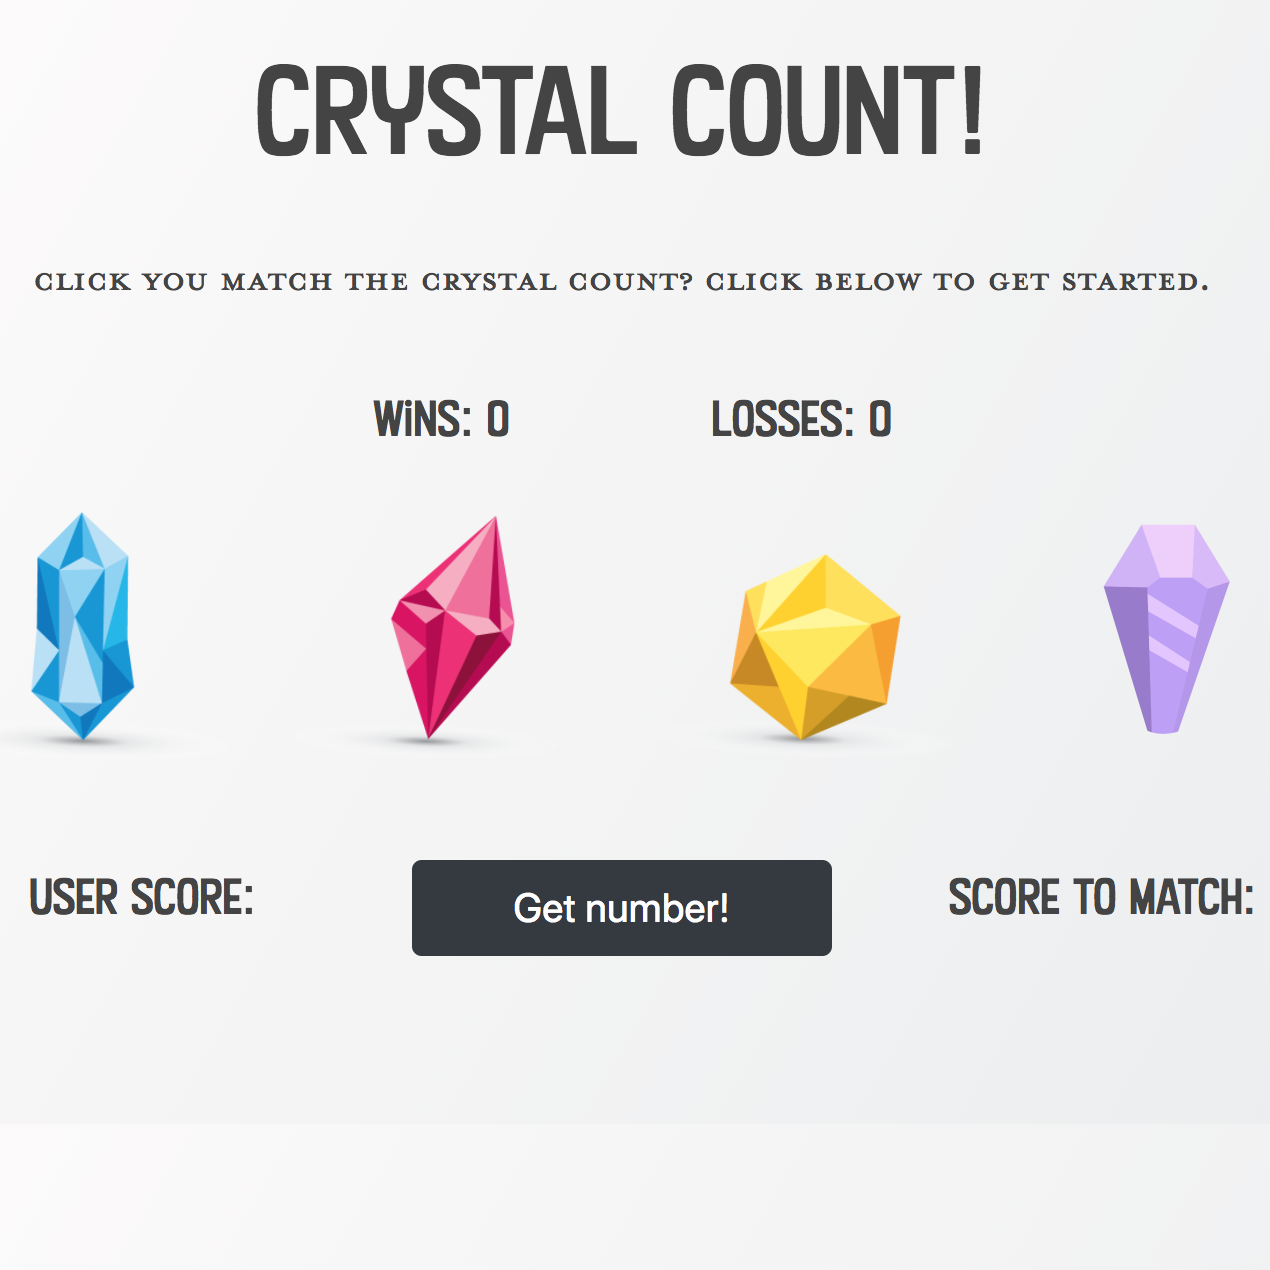 CRYSTAL COUNT!
CLICK YOU MATCH THE CRYSTAL COUNT? CLICK BELOW TO GET STARTED.
WiNS: 0 LOSSES: 0
USER SCORE: Get number! SCORE TO MATCH: